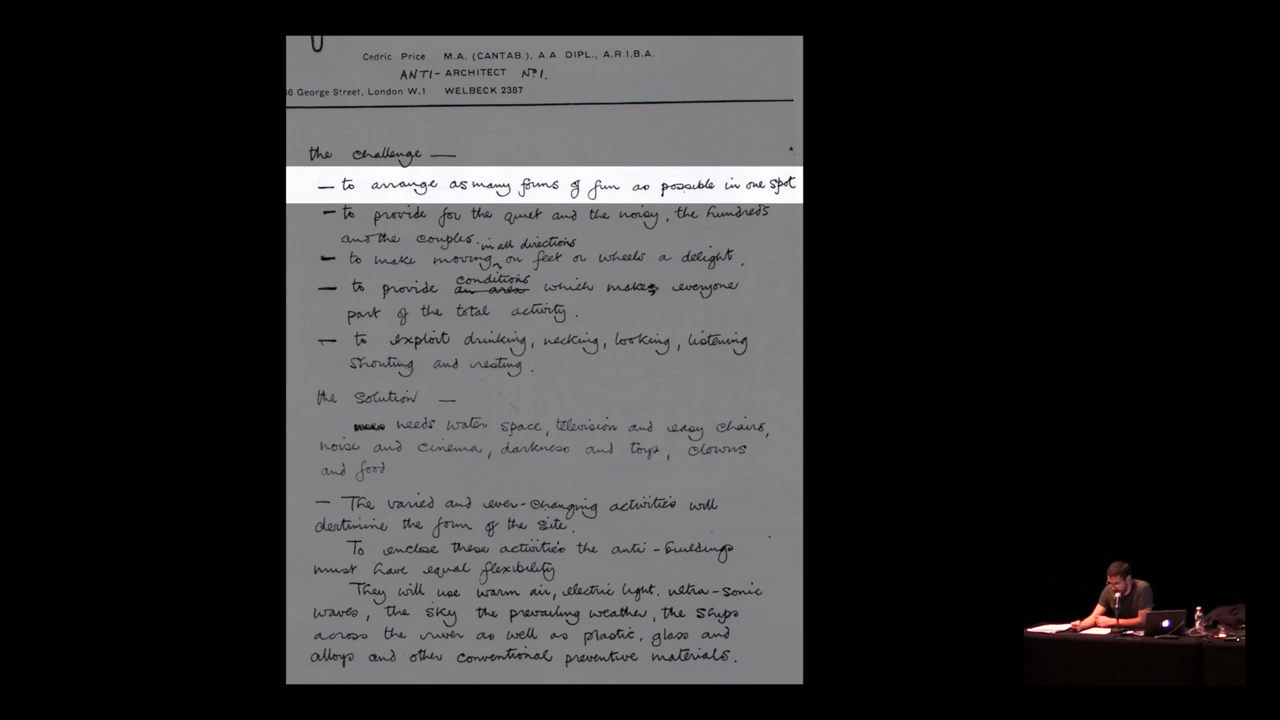 Cedric Price M.A. (CANTAB.), A.A DIPL., A.R.I.B.A.
ANTI-ARCHITECT Nº1.
36 George Street, London W.1 WELBECK 2387
the challenge —
— to arrange as many forms of fun as possible in one spot
— to provide for the quiet and the noisy, the hundreds
and the couples.
in all directions
— to make moving on feet or wheels a delight.
conditions
— to provide an area which makes everyone
part of the total activity.
— to exploit drinking, necking, looking, listening
shouting and resting.
the solution —
needs water space, television and easy chairs,
noise and cinema, darkness and toys, clowns
and food
— The varied and ever-changing activities will
dertimine the form of the site.
To enclose these activities the anti-buildings
must have equal flexibility
They will use warm air, electric light, ultra-sonic
waves, the sky the prevailing weather, the ships
across the river as well as plastic, glass and
alloys and other conventional preventive materials.